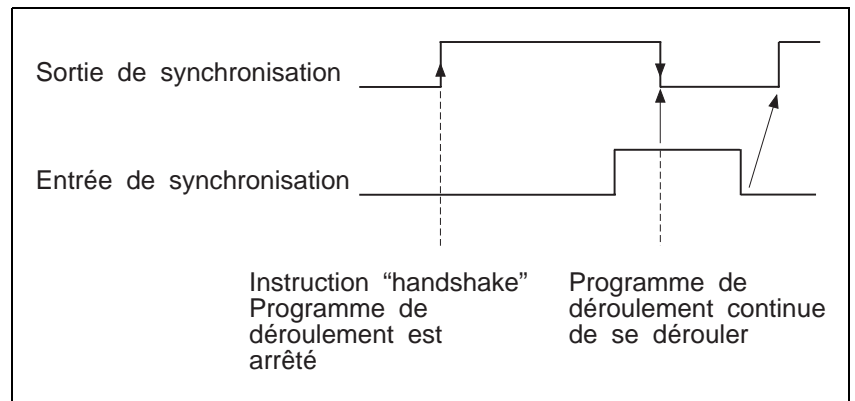 Sortie de synchronisation
Entrée de synchronisation
Instruction “handshake”
Programme de
déroulement est
arrêté
Programme de
déroulement continue
de se dérouler